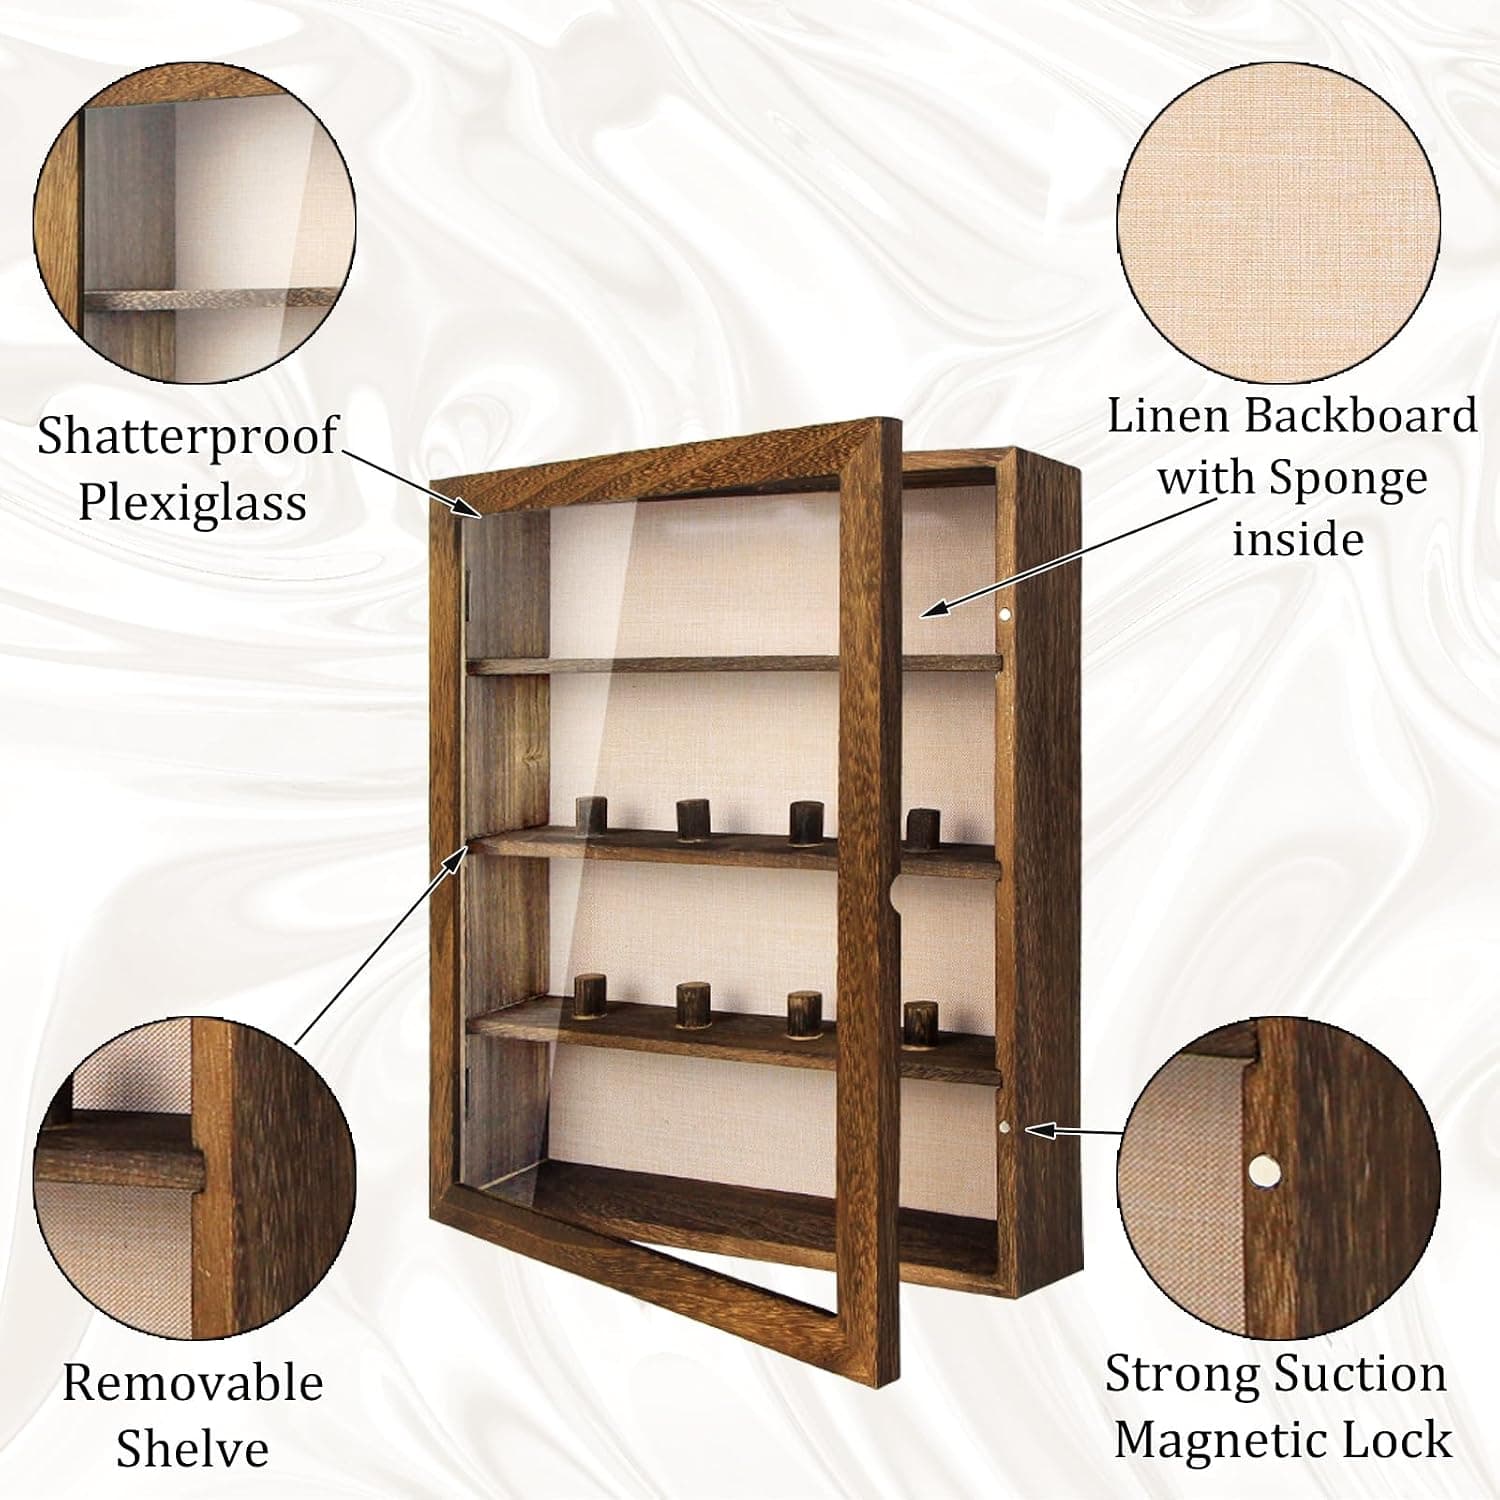 Shatterproof
Plexiglass
Linen Backboard
with Sponge
inside
Removable
Shelve
Strong Suction
Magnetic Lock